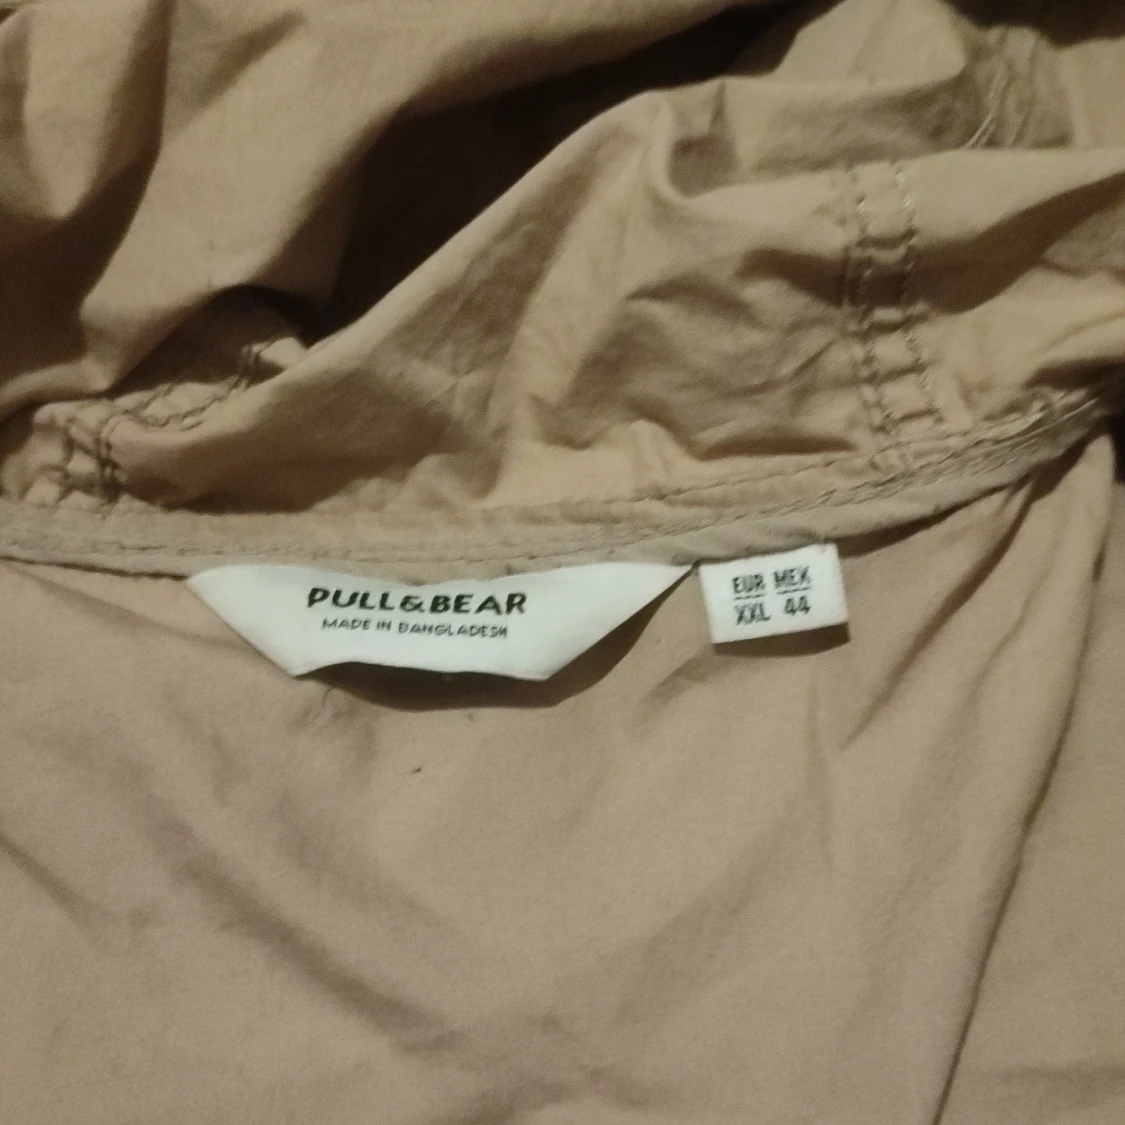 PULL&BEAR
MADE IN BANGLADESH
EUR MEX
XXL 44